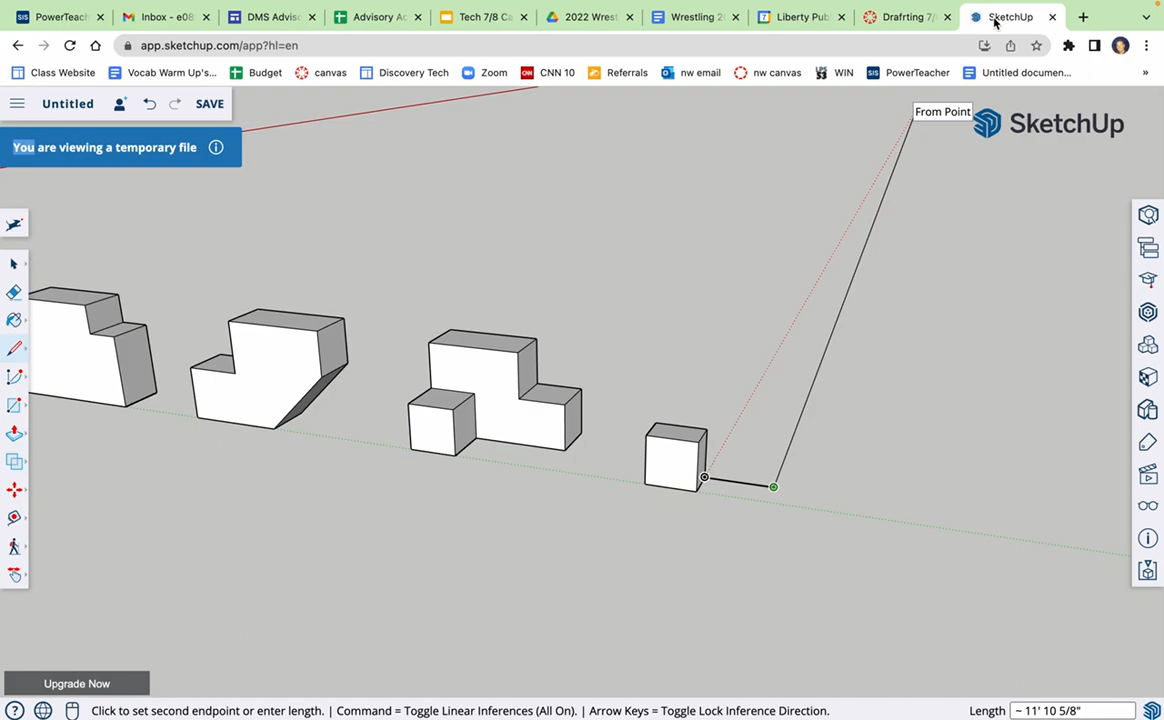 PowerTeach
Inbox - e08
DMS Adviso
Advisory Ac
Tech 7/8 Ca
2022 Wrest
Wrestling 2
Liberty Pub
Drafrting 7/
SketchUp
app.sketchup.com/app?hl=en
Class Website
Vocab Warm Up's...
Budget
canvas
Discovery Tech
Zoom
CNN 10
Referrals
nw email
nw canvas
WIN
PowerTeacher
Untitled documen...
»
Untitled
SAVE
From Point
SketchUp
You are viewing a temporary file
Upgrade Now
Click to set second endpoint or enter length. | Command = Toggle Linear Inferences (All On). | Arrow Keys = Toggle Lock Inference Direction.
Length
~ 11' 10 5/8"